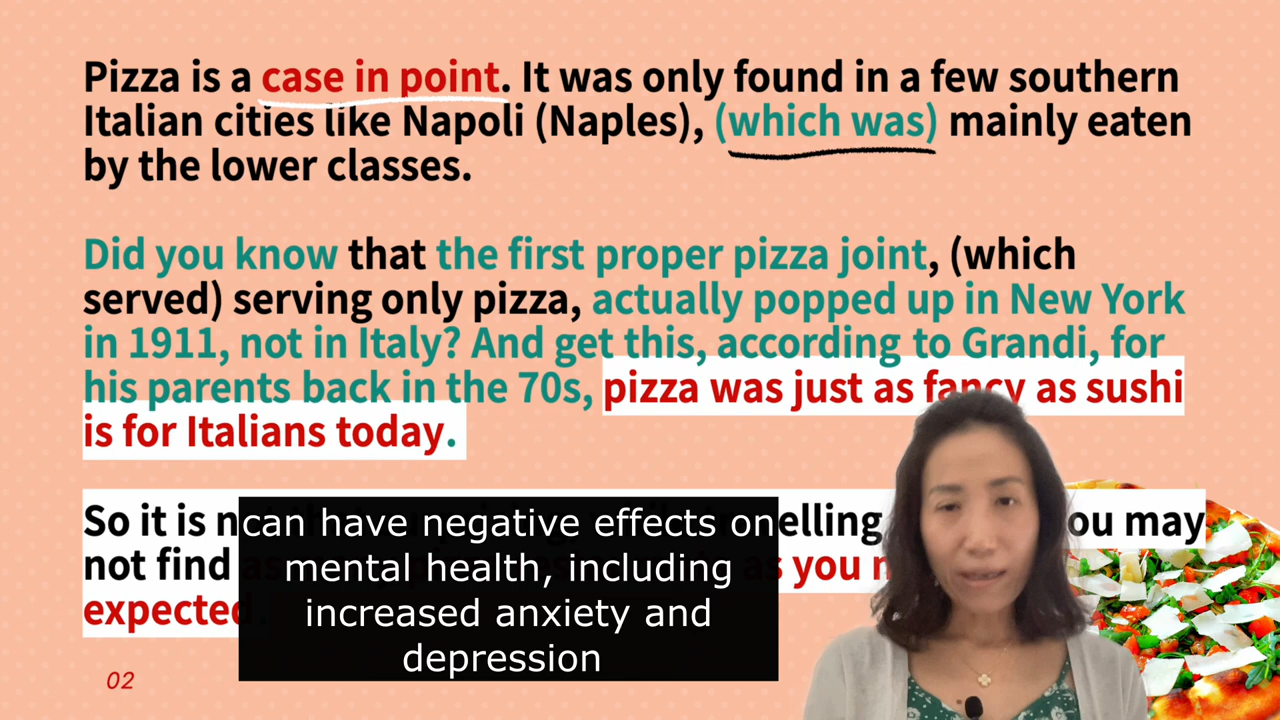 Pizza is a case in point. It was only found in a few southern
Italian cities like Napoli (Naples), (which was) mainly eaten
by the lower classes.
Did you know that the first proper pizza joint, (which
served) serving only pizza, actually popped up in New York
in 1911, not in Italy? And get this, according to Grandi, for
his parents back in the 70s, pizza was just as fancy as sushi
is for Italians today.
So it is elling ou may
not find as you
expected
can have negative effects on
mental health, including
increased anxiety and
depression
02